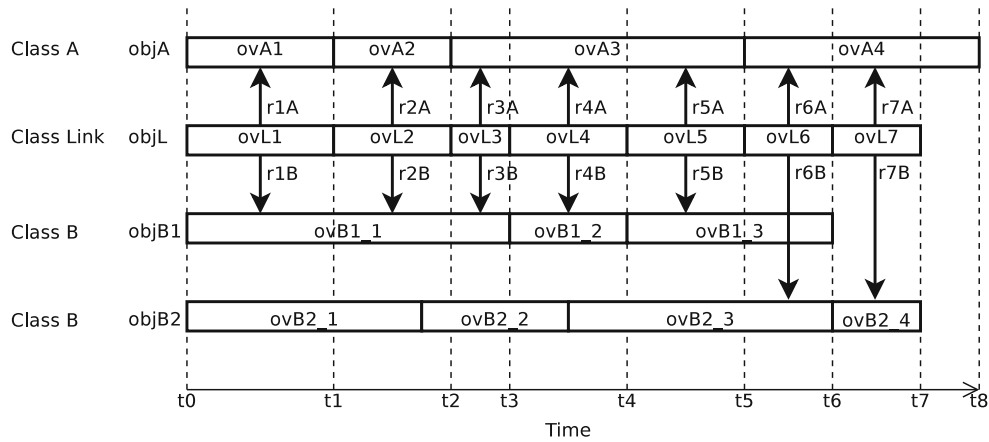 Class A objA ovA1 ovA2 ovA3 ovA4
r1A r2A r3A r4A r5A r6A r7A
Class Link objL ovL1 ovL2 ovL3 ovL4 ovL5 ovL6 ovL7
r1B r2B r3B r4B r5B r6B r7B
Class B objB1 ovB1_1 ovB1_2 ovB1_3
Class B objB2 ovB2_1 ovB2_2 ovB2_3 ovB2_4
t0 t1 t2 t3 t4 t5 t6 t7 t8
Time